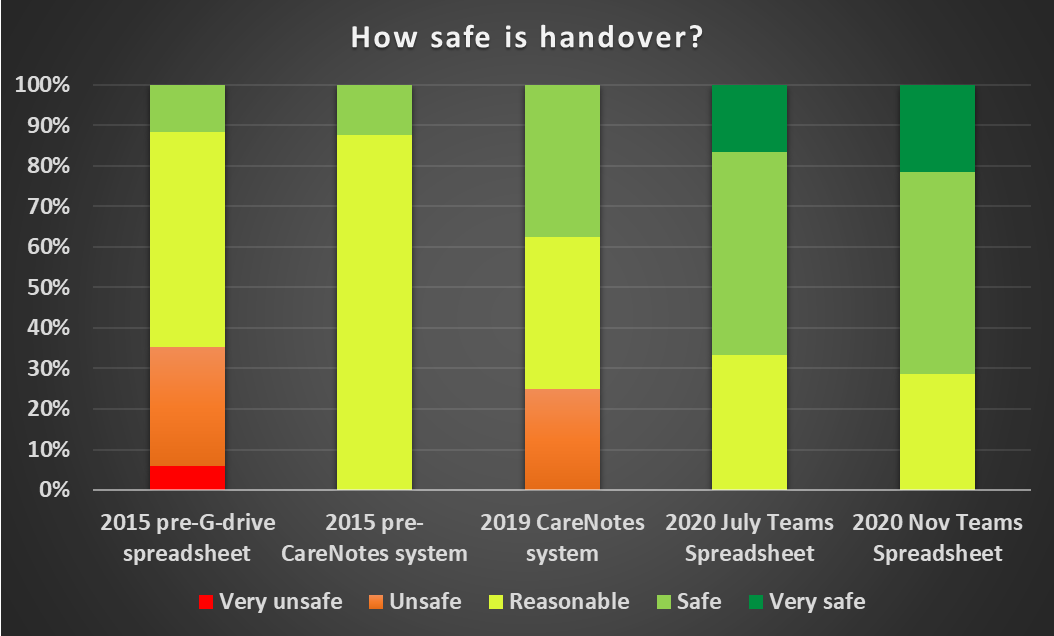 How safe is handover?
100%
90%
80%
70%
60%
50%
40%
30%
20%
10%
0%
2015 pre-G-drive
spreadsheet
2015 pre-
CareNotes system
2019 CareNotes
system
2020 July Teams
Spreadsheet
2020 Nov Teams
Spreadsheet
Very unsafe
Unsafe
Reasonable
Safe
Very safe